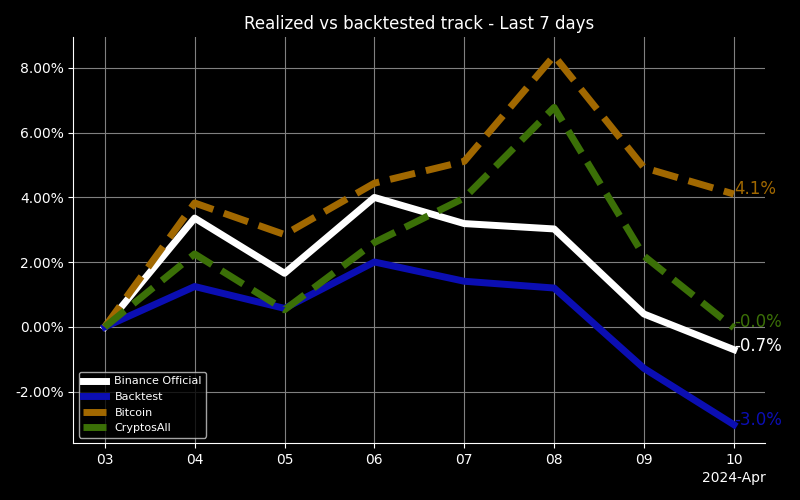 Realized vs backtested track - Last 7 days
8.00%
6.00%
4.00%
2.00%
0.00%
-2.00%
4.1%
-0.0%
-0.7%
-3.0%
Binance Official
Backtest
Bitcoin
CryptosAll
03 04 05 06 07 08 09 10
2024-Apr